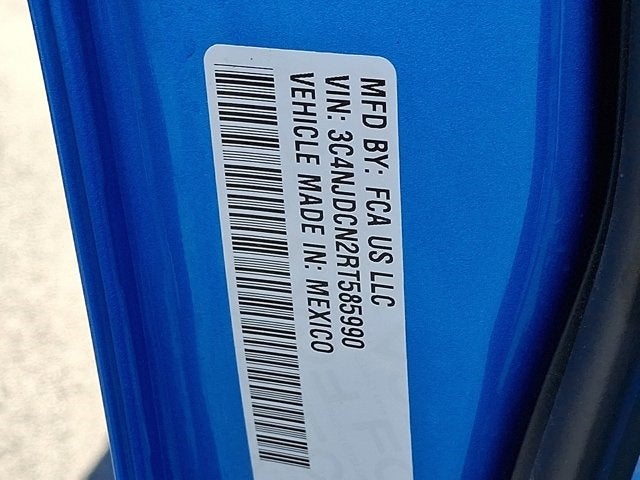 MFD BY: FCA US LLC
VIN: 3C4NJDCN2RT585990
VEHICLE MADE IN: MEXICO